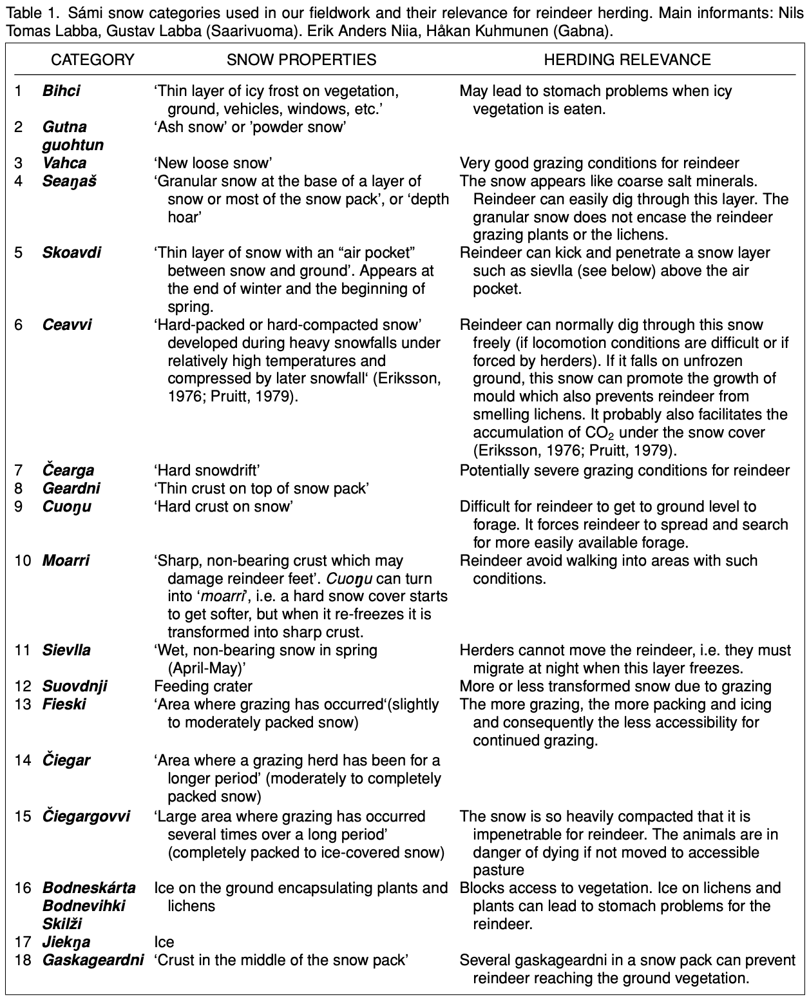 Table 1. Sámi snow categories used in our fieldwork and their relevance for reindeer herding. Main informants: Nils
Tomas Labba, Gustav Labba (Saarivuoma). Erik Anders Niia, Håkan Kuhmunen (Gabna).
CATEGORY SNOW PROPERTIES HERDING RELEVANCE
1 Bihci ‘Thin layer of icy frost on vegetation, May lead to stomach problems when icy
ground, vehicles, windows, etc.’ vegetation is eaten.
2 Gutna ‘Ash snow’ or ’powder snow’
guohtun
3 Vahca ‘New loose snow’ Very good grazing conditions for reindeer
4 Seaŋaš ‘Granular snow at the base of a layer of The snow appears like coarse salt minerals.
snow or most of the snow pack’, or ‘depth Reindeer can easily dig through this layer. The
hoar’ granular snow does not encase the reindeer
grazing plants or the lichens.
5 Skoavdi ‘Thin layer of snow with an “air pocket” Reindeer can kick and penetrate a snow layer
between snow and ground’. Appears at such as sievlla (see below) above the air
the end of winter and the beginning of pocket.
spring.
6 Ceavvi ‘Hard-packed or hard-compacted snow’ Reindeer can normally dig through this snow
developed during heavy snowfalls under freely (if locomotion conditions are difficult or if
relatively high temperatures and forced by herders). If it falls on unfrozen
compressed by later snowfall‘ (Eriksson, ground, this snow can promote the growth of
1976; Pruitt, 1979). mould which also prevents reindeer from
smelling lichens. It probably also facilitates the
accumulation of CO₂ under the snow cover
(Eriksson, 1976; Pruitt, 1979).
7 Čearga ‘Hard snowdrift’ Potentially severe grazing conditions for reindeer
8 Geardni ‘Thin crust on top of snow pack’
9 Cuoŋu ‘Hard crust on snow’ Difficult for reindeer to get to ground level to
forage. It forces reindeer to spread and search
for more easily available forage.
10 Moarri ‘Sharp, non-bearing crust which may Reindeer avoid walking into areas with such
damage reindeer feet’. Cuoŋu can turn conditions.
into ‘moarri’, i.e. a hard snow cover starts
to get softer, but when it re-freezes it is
transformed into sharp crust.
11 Sievlla ‘Wet, non-bearing snow in spring Herders cannot move the reindeer, i.e. they must
(April-May)’ migrate at night when this layer freezes.
12 Suovdnji Feeding crater More or less transformed snow due to grazing
13 Fieski ‘Area where grazing has occurred‘(slightly The more grazing, the more packing and icing
to moderately packed snow) and consequently the less accessibility for
continued grazing.
14 Čiegar ‘Area where a grazing herd has been for a
longer period’ (moderately to completely
packed snow)
15 Čiegargovvi ‘Large area where grazing has occurred The snow is so heavily compacted that it is
several times over a long period’ impenetrable for reindeer. The animals are in
(completely packed to ice-covered snow) danger of dying if not moved to accessible
pasture
16 Bodneskárta Ice on the ground encapsulating plants and Blocks access to vegetation. Ice on lichens and
Bodnevihki lichens plants can lead to stomach problems for the
Skilži reindeer.
17 Jiekŋa Ice
18 Gaskageardni ‘Crust in the middle of the snow pack’ Several gaskageardni in a snow pack can prevent
reindeer reaching the ground vegetation.